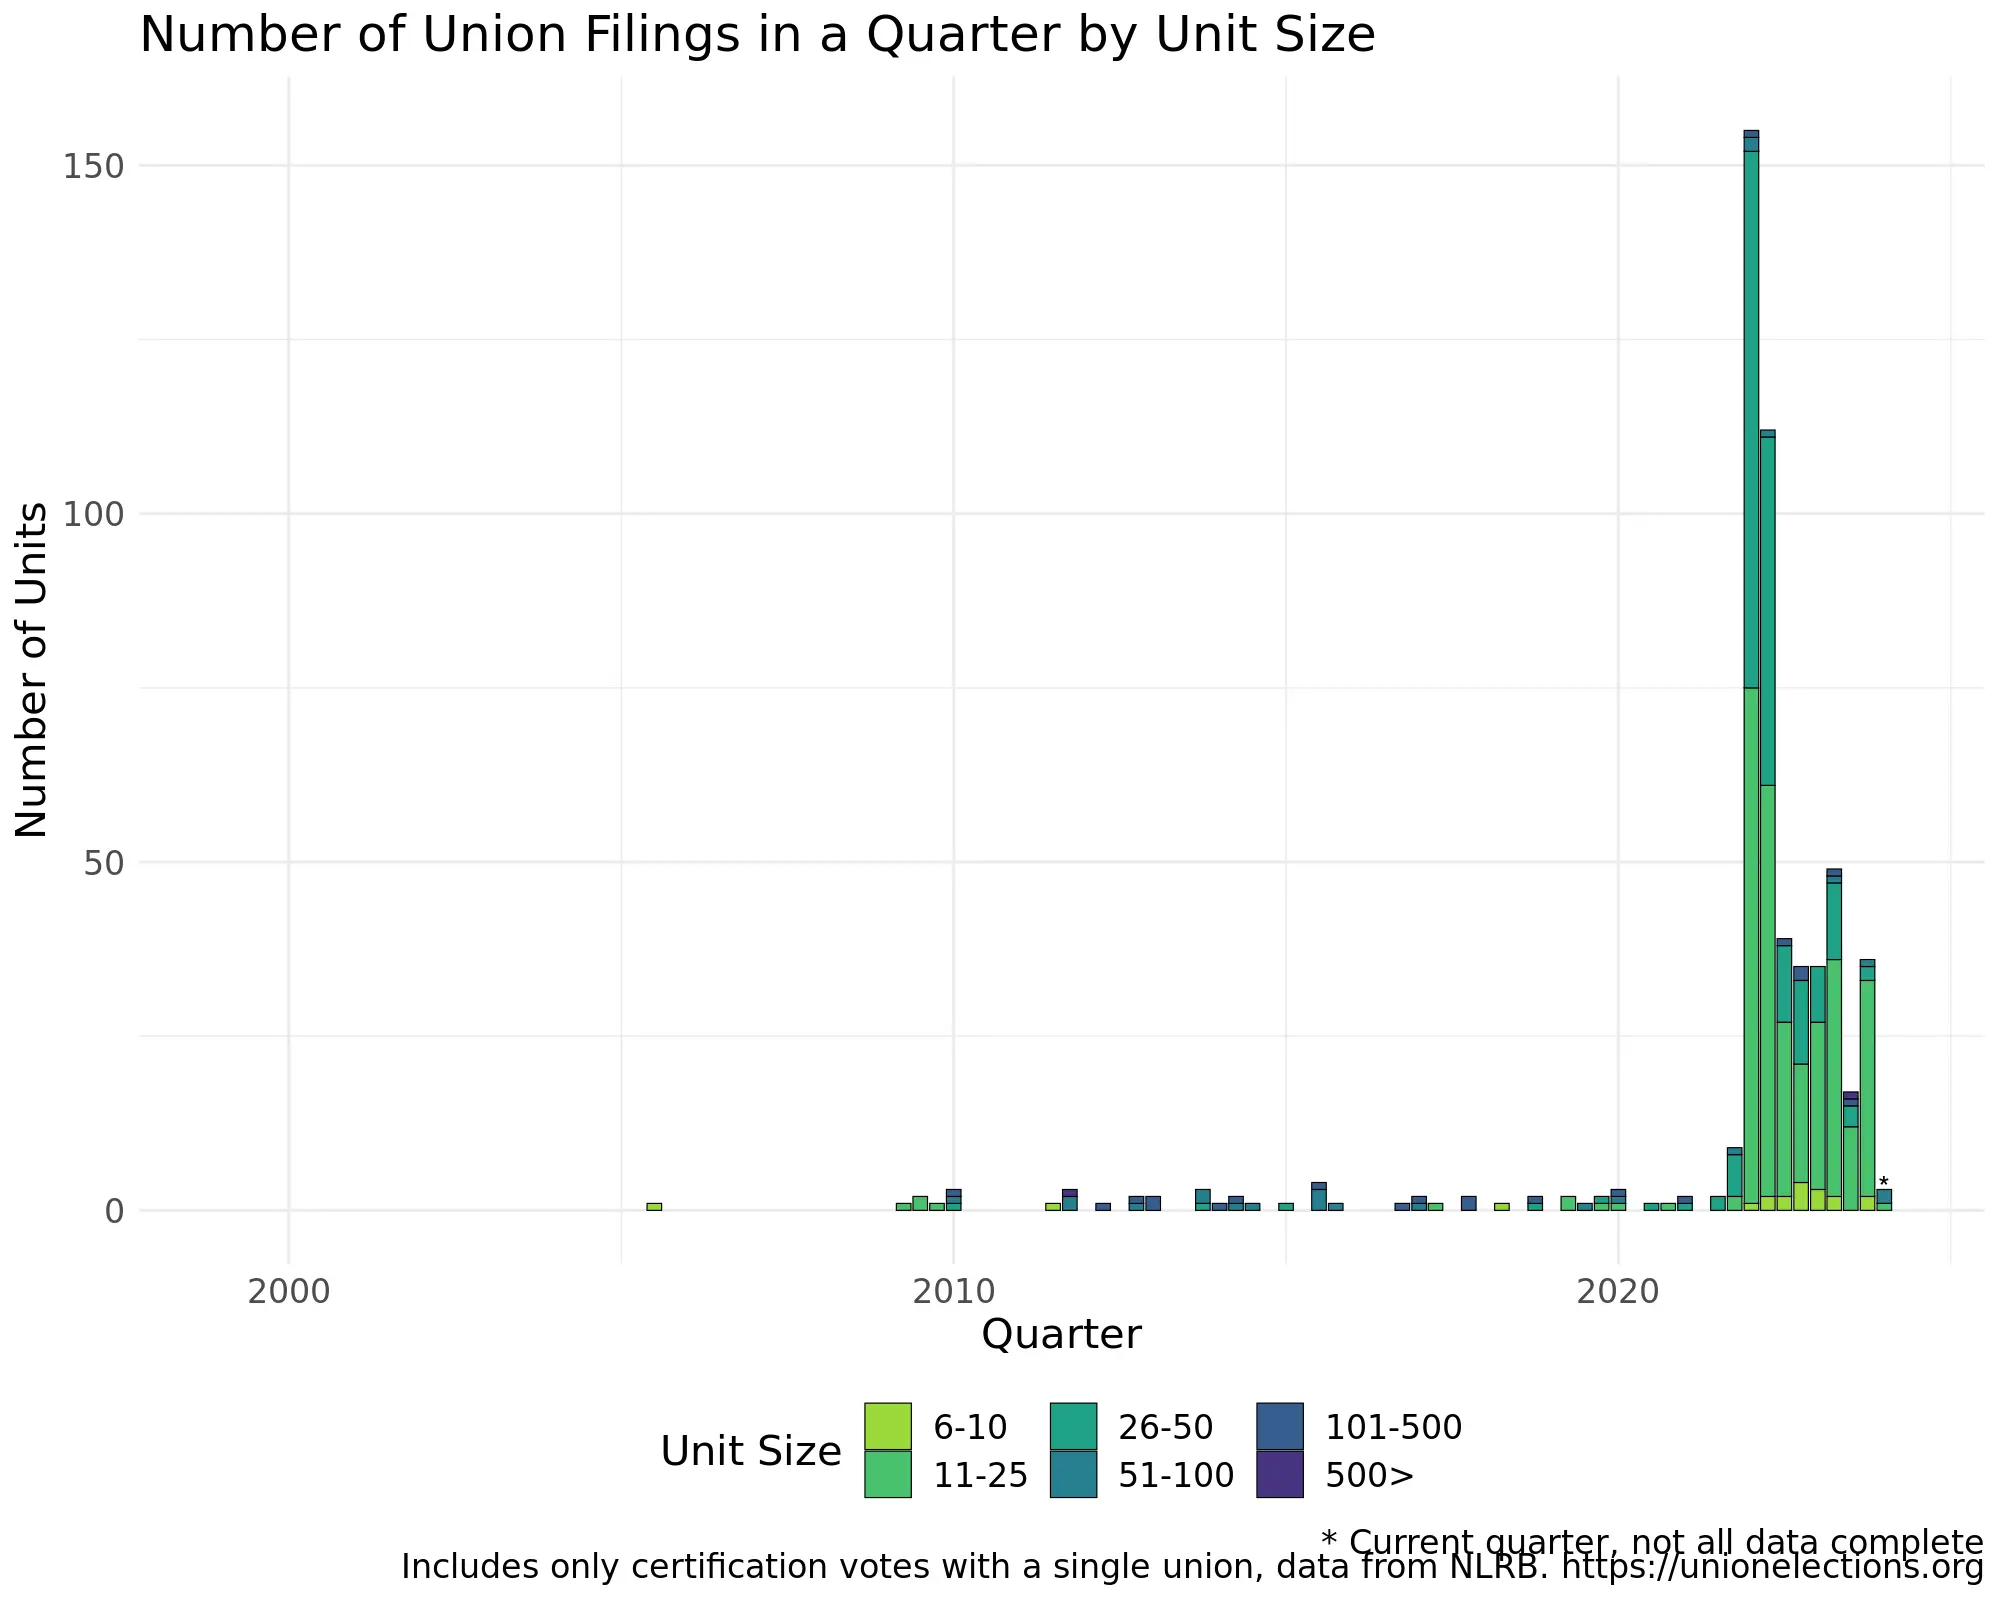 Number of Union Filings in a Quarter by Unit Size
Number of Units
150
100
50
0
*
2000 2010 2020
Quarter
Unit Size
6-10 26-50 101-500
11-25 51-100 500>
* Current quarter, not all data complete
Includes only certification votes with a single union, data from NLRB. https://unionelections.org